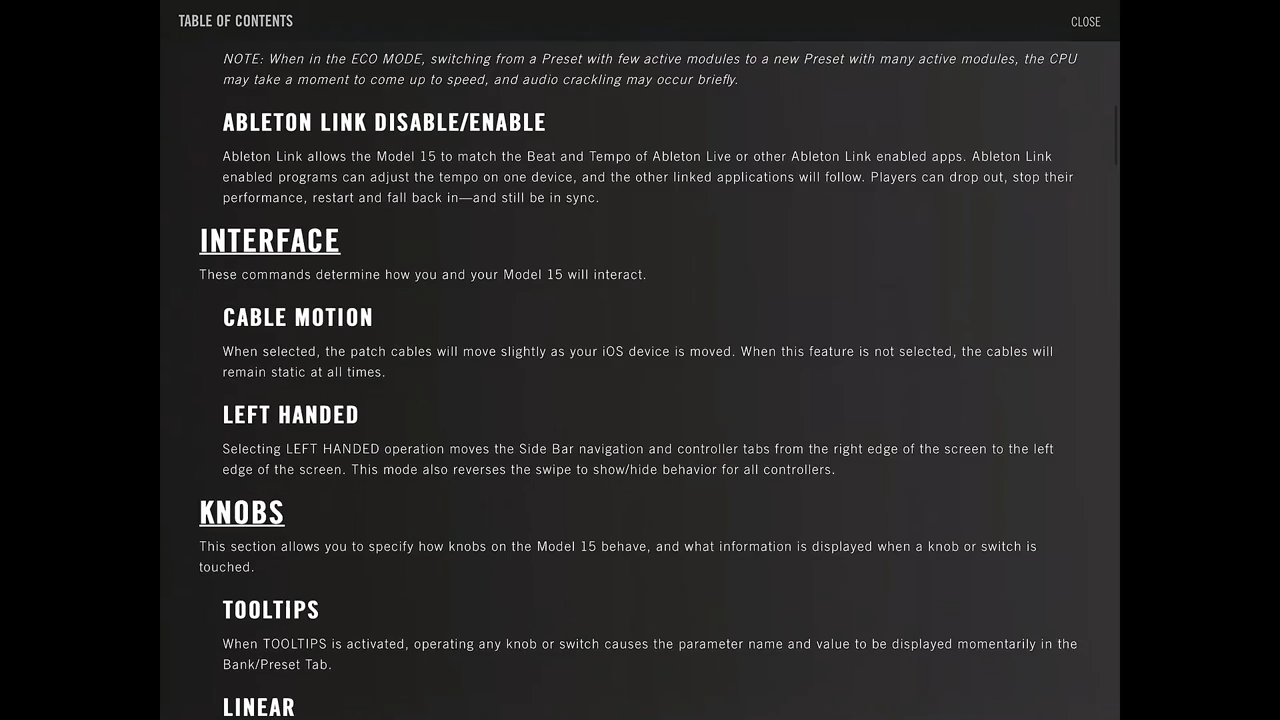 TABLE OF CONTENTS
CLOSE
NOTE: When in the ECO MODE, switching from a Preset with few active modules to a new Preset with many active modules, the CPU
may take a moment to come up to speed, and audio crackling may occur briefly.
ABLETON LINK DISABLE/ENABLE
Ableton Link allows the Model 15 to match the Beat and Tempo of Ableton Live or other Ableton Link enabled apps. Ableton Link
enabled programs can adjust the tempo on one device, and the other linked applications will follow. Players can drop out, stop their
performance, restart and fall back in—and still be in sync.
INTERFACE
These commands determine how you and your Model 15 will interact.
CABLE MOTION
When selected, the patch cables will move slightly as your iOS device is moved. When this feature is not selected, the cables will
remain static at all times.
LEFT HANDED
Selecting LEFT HANDED operation moves the Side Bar navigation and controller tabs from the right edge of the screen to the left
edge of the screen. This mode also reverses the swipe to show/hide behavior for all controllers.
KNOBS
This section allows you to specify how knobs on the Model 15 behave, and what information is displayed when a knob or switch is
touched.
TOOLTIPS
When TOOLTIPS is activated, operating any knob or switch causes the parameter name and value to be displayed momentarily in the
Bank/Preset Tab.
LINEAR